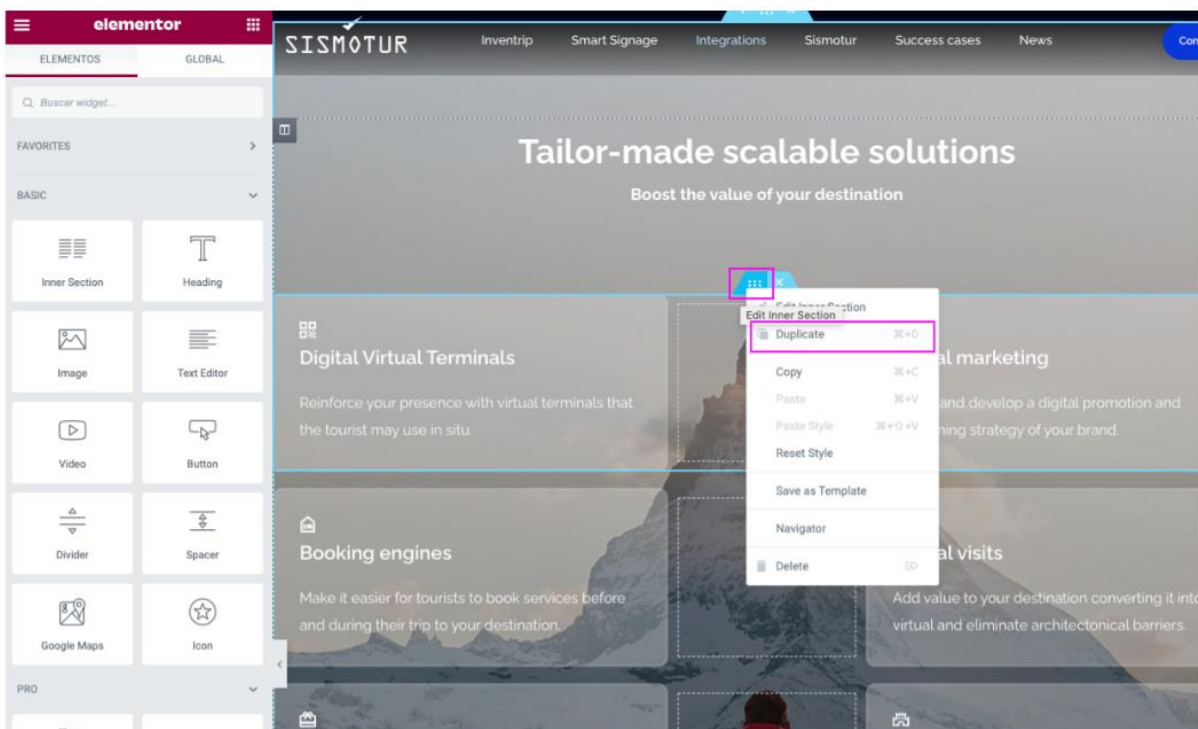 elementor
ELEMENTOS
GLOBAL
Buscar widget...
FAVORITES
BASIC
Inner Section
Heading
Image
Text Editor
Video
Button
Divider
Spacer
Google Maps
Icon
PRO
SISMOTUR
Inventrip
Smart Signage
Integrations
Sismotur
Success cases
News
Tailor-made scalable solutions
Boost the value of your destination
Edit Inner Section
Edit Inner Section
Duplicate ⌘+D
Copy ⌘+C
Paste ⌘+V
Paste Style ⌘+⇧+V
Reset Style
Save as Template
Navigator
Delete ⌦
Digital Virtual Terminals
Reinforce your presence with virtual terminals that
the tourist may use in situ.
marketing
and develop a digital promotion and
strategy of your brand.
Booking engines
Make it easier for tourists to book services before
and during their trip to your destination.
visits
Add value to your destination converting it into
virtual and eliminate architectonical barriers.